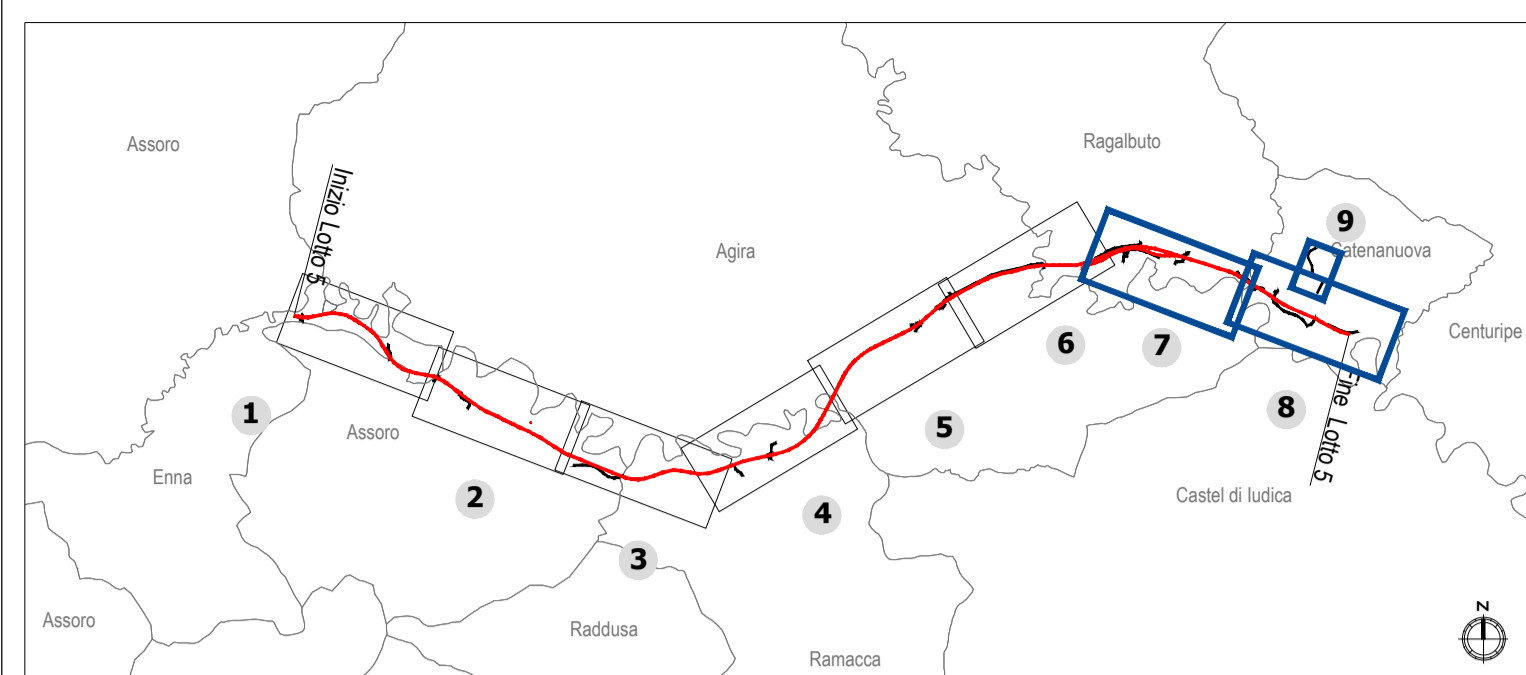 Assoro
Ragalbuto
Inizio Lotto 5
9
Agira
Catenanuova
Centuripe
6
7
8
1
Assoro
5
Fine Lotto 5
Enna
2
Castel di Iudica
4
3
Assoro
Raddusa
N
Ramacca